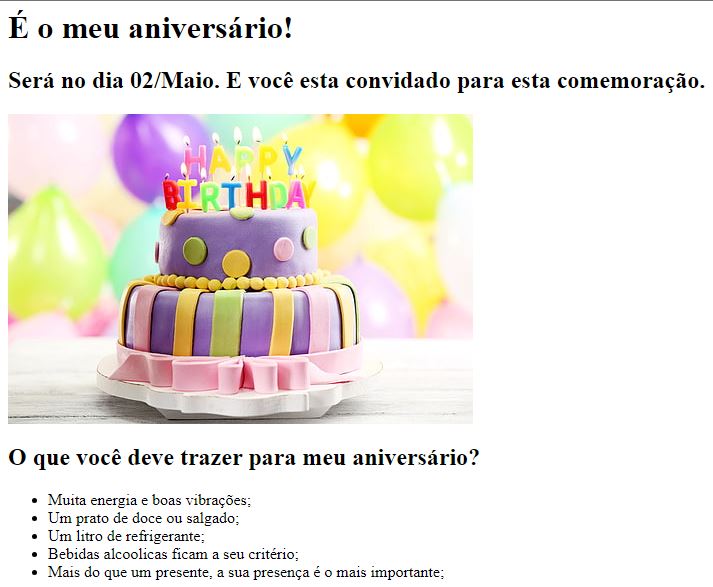 É o meu aniversário!
Será no dia 02/Maio. E você esta convidado para esta comemoração.
HAPPY
BIRTHDAY
O que você deve trazer para meu aniversário?
Muita energia e boas vibrações;
Um prato de doce ou salgado;
Um litro de refrigerante;
Bebidas alcoolicas ficam a seu critério;
Mais do que um presente, a sua presença é o mais importante;